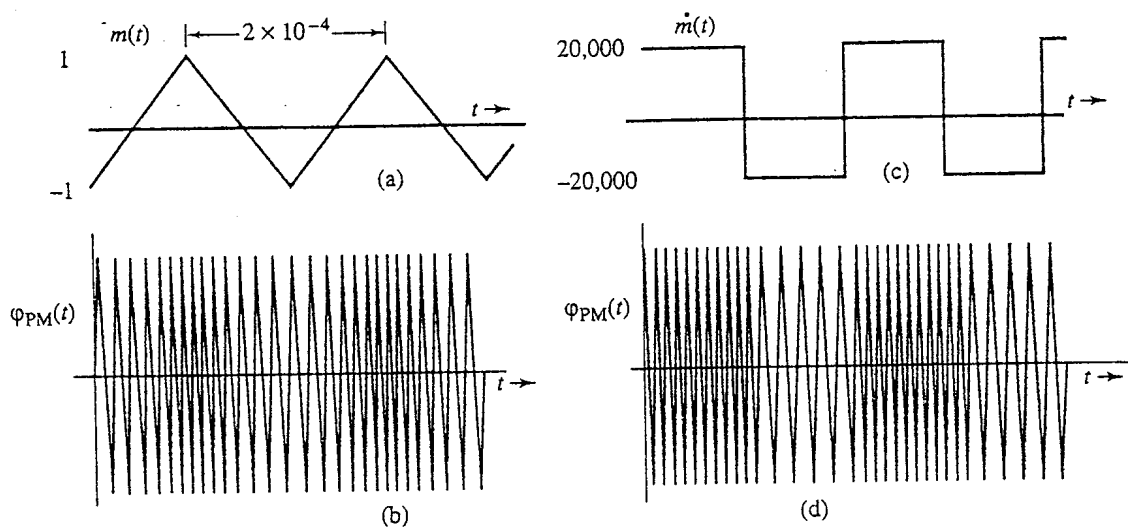 m(t)
2 × 10⁻⁴
1
t →
-1
(a)
φPM(t)
t →
(b)
ṁ(t)
20,000
t →
-20,000
(c)
φPM(t)
t →
(d)